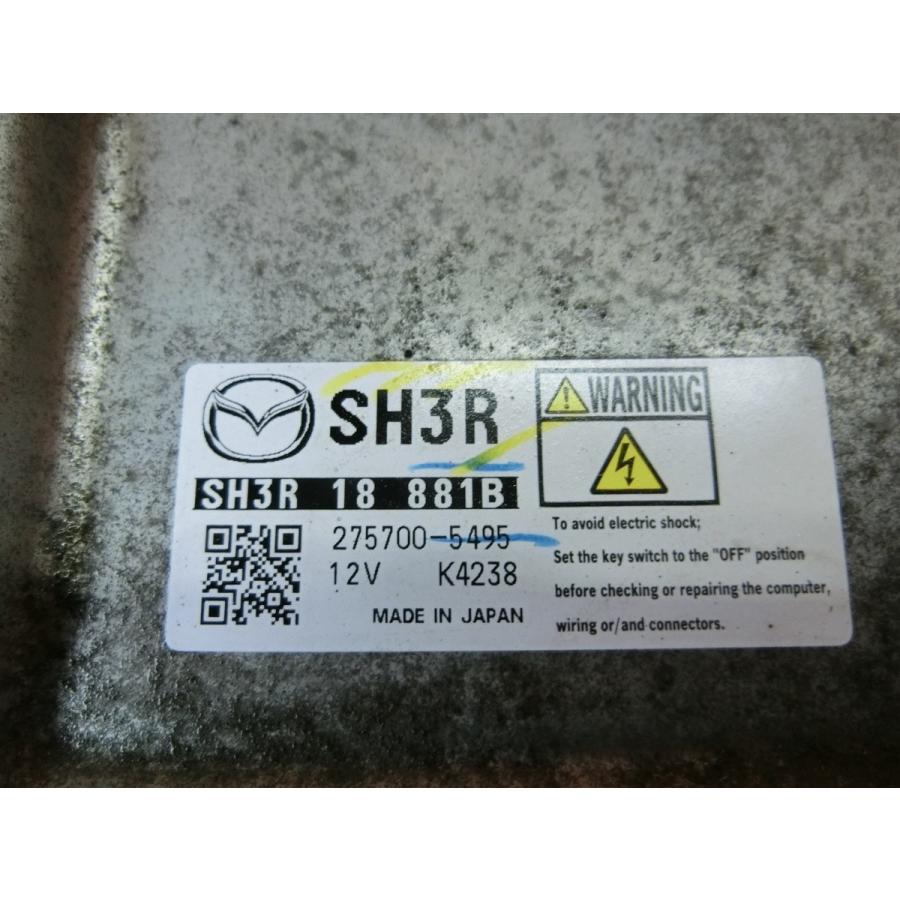 SH3R
SH3R 18 881B
275700-5495
12V K4238
MADE IN JAPAN
WARNING
To avoid electric shock;
Set the key switch to the "OFF" position
before checking or repairing the computer,
wiring or/and connectors.